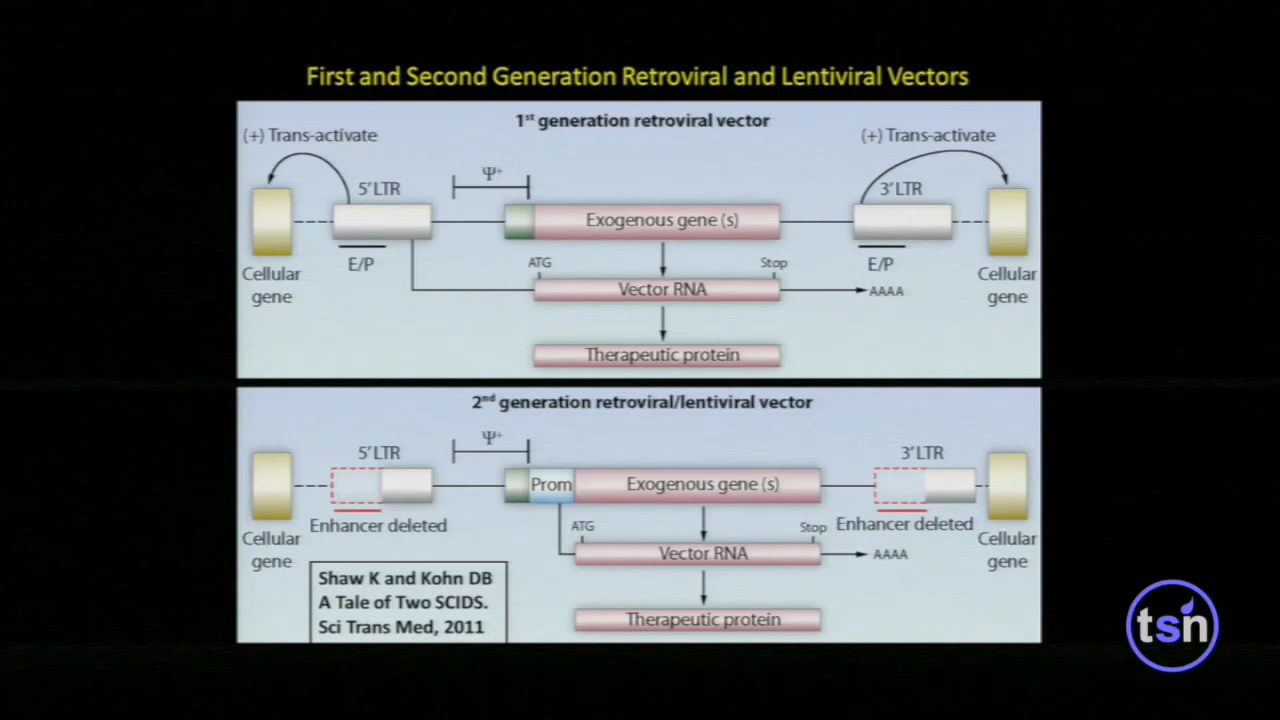 First and Second Generation Retroviral and Lentiviral Vectors
1st generation retroviral vector
(+) Trans-activate
(+) Trans-activate
5' LTR
Ψ+
3' LTR
Exogenous gene (s)
E/P
E/P
Cellular
gene
ATG
Stop
Cellular
gene
Vector RNA
AAAA
Therapeutic protein
2nd generation retroviral/lentiviral vector
5' LTR
Ψ+
3' LTR
Prom
Exogenous gene (s)
Enhancer deleted
ATG
Stop
Enhancer deleted
Cellular
gene
Cellular
gene
Vector RNA
AAAA
Shaw K and Kohn DB
A Tale of Two SCIDS.
Sci Trans Med, 2011
Therapeutic protein
tsn